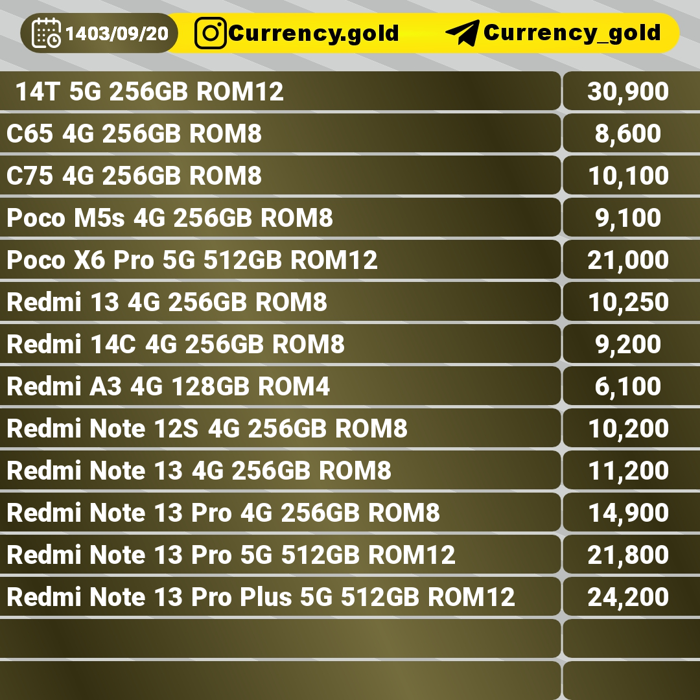 1403/09/20 Currency.gold Currency_gold
14T 5G 256GB ROM12 30,900
C65 4G 256GB ROM8 8,600
C75 4G 256GB ROM8 10,100
Poco M5s 4G 256GB ROM8 9,100
Poco X6 Pro 5G 512GB ROM12 21,000
Redmi 13 4G 256GB ROM8 10,250
Redmi 14C 4G 256GB ROM8 9,200
Redmi A3 4G 128GB ROM4 6,100
Redmi Note 12S 4G 256GB ROM8 10,200
Redmi Note 13 4G 256GB ROM8 11,200
Redmi Note 13 Pro 4G 256GB ROM8 14,900
Redmi Note 13 Pro 5G 512GB ROM12 21,800
Redmi Note 13 Pro Plus 5G 512GB ROM12 24,200